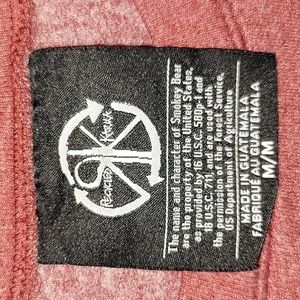 RECYCLED KARMA
The name and character of Smokey Bear
are the property of the United States,
as provided by 16 U.S.C. 580p-1 and
18 U.S.C. 711, and are used with
the permission of the Forest Service,
US Department of Agriculture
MADE IN GUATEMALA
FABRIQUE AU GUATEMALA
M/M